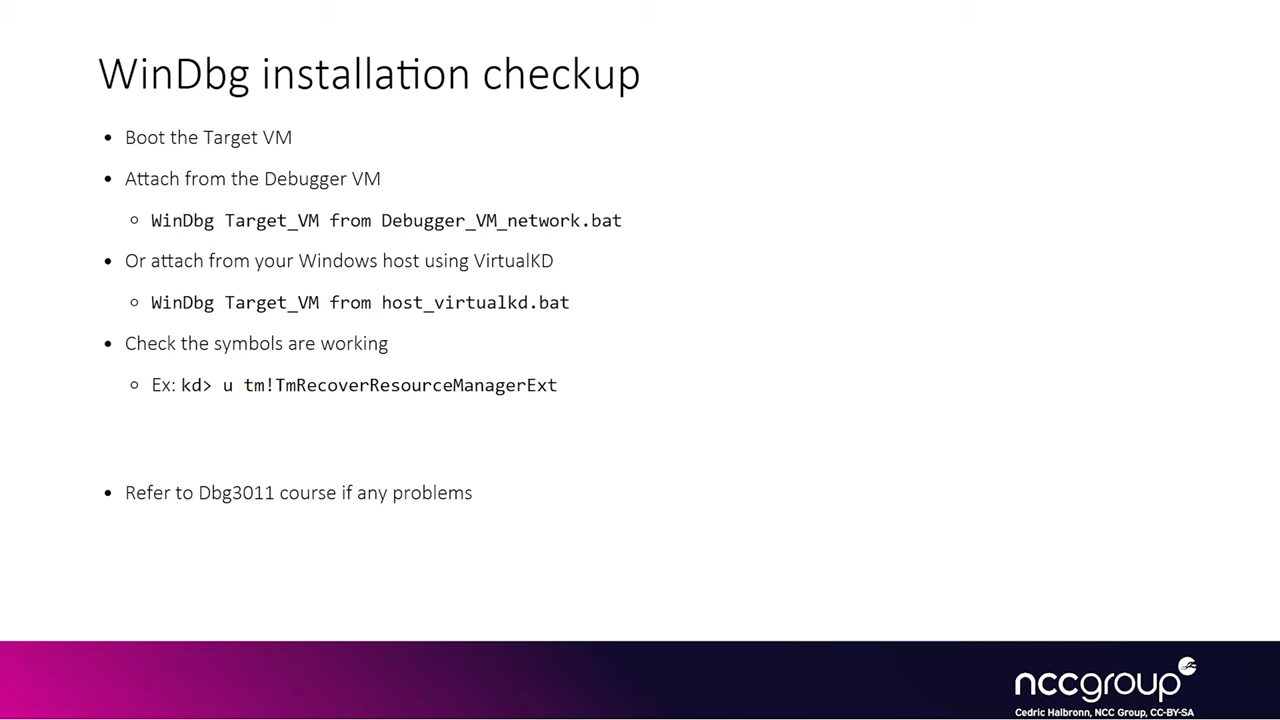 WinDbg installation checkup
• Boot the Target VM
• Attach from the Debugger VM
○ WinDbg Target_VM from Debugger_VM_network.bat
• Or attach from your Windows host using VirtualKD
○ WinDbg Target_VM from host_virtualkd.bat
• Check the symbols are working
○ Ex: kd> u tm!TmRecoverResourceManagerExt
• Refer to Dbg3011 course if any problems
nccgroup
Cedric Halbronn, NCC Group, CC-BY-SA